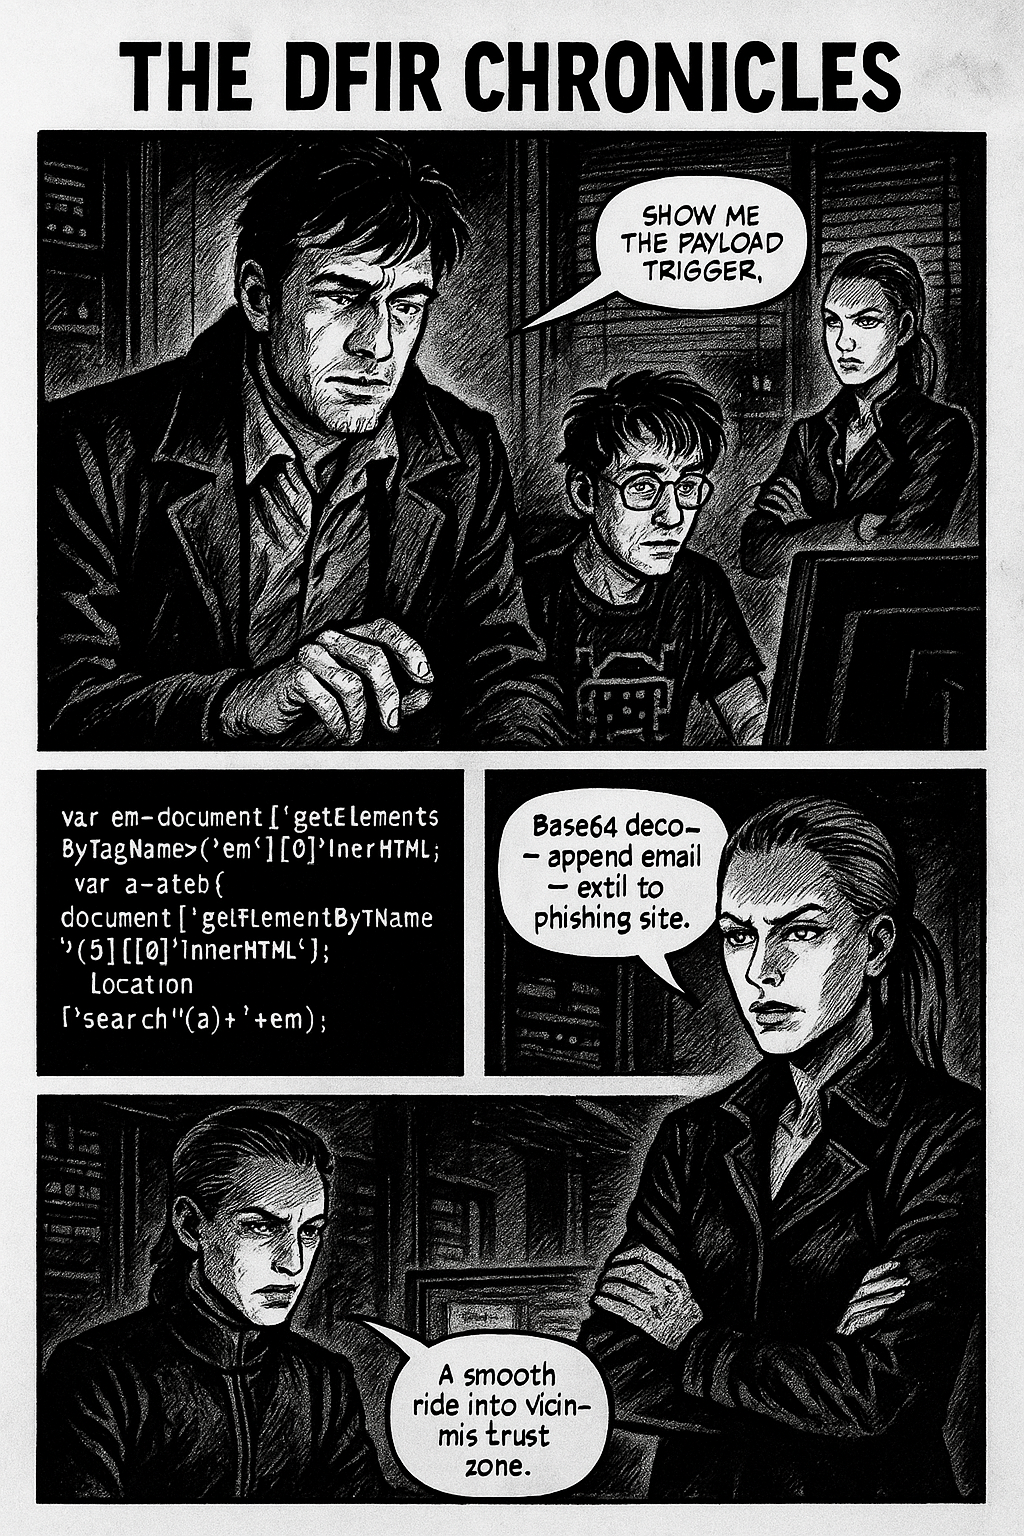 THE DFIR CHRONICLES
SHOW ME
THE PAYLOAD
TRIGGER,
var em-document['getElements
ByTagName>('em'][0]'InerHTML;
var a-ateb{
document['gelFlementByTName
')(5][[0]'InnerHTML'];
Location
['search"(a)+'+em);
Base64 deco-
- append email
- extil to
phishing site.
A smooth
ride into vicin-
mis trust
zone.